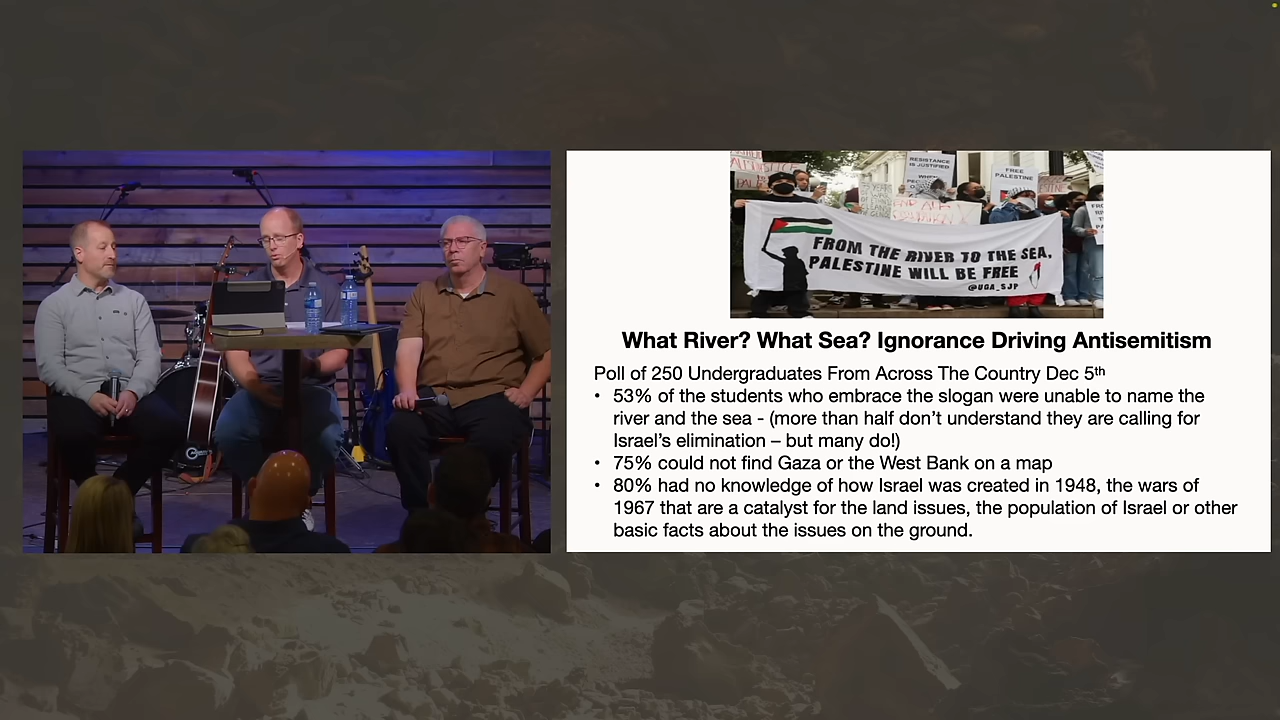 RESISTANCE
IS JUSTIFIED
WHEN
FREE
PALESTINE
FROM THE RIVER TO THE SEA,
PALESTINE WILL BE FREE
@UGA_SJP
What River? What Sea? Ignorance Driving Antisemitism
Poll of 250 Undergraduates From Across The Country Dec 5th
• 53% of the students who embrace the slogan were unable to name the
river and the sea - (more than half don’t understand they are calling for
Israel’s elimination – but many do!)
• 75% could not find Gaza or the West Bank on a map
• 80% had no knowledge of how Israel was created in 1948, the wars of
1967 that are a catalyst for the land issues, the population of Israel or other
basic facts about the issues on the ground.